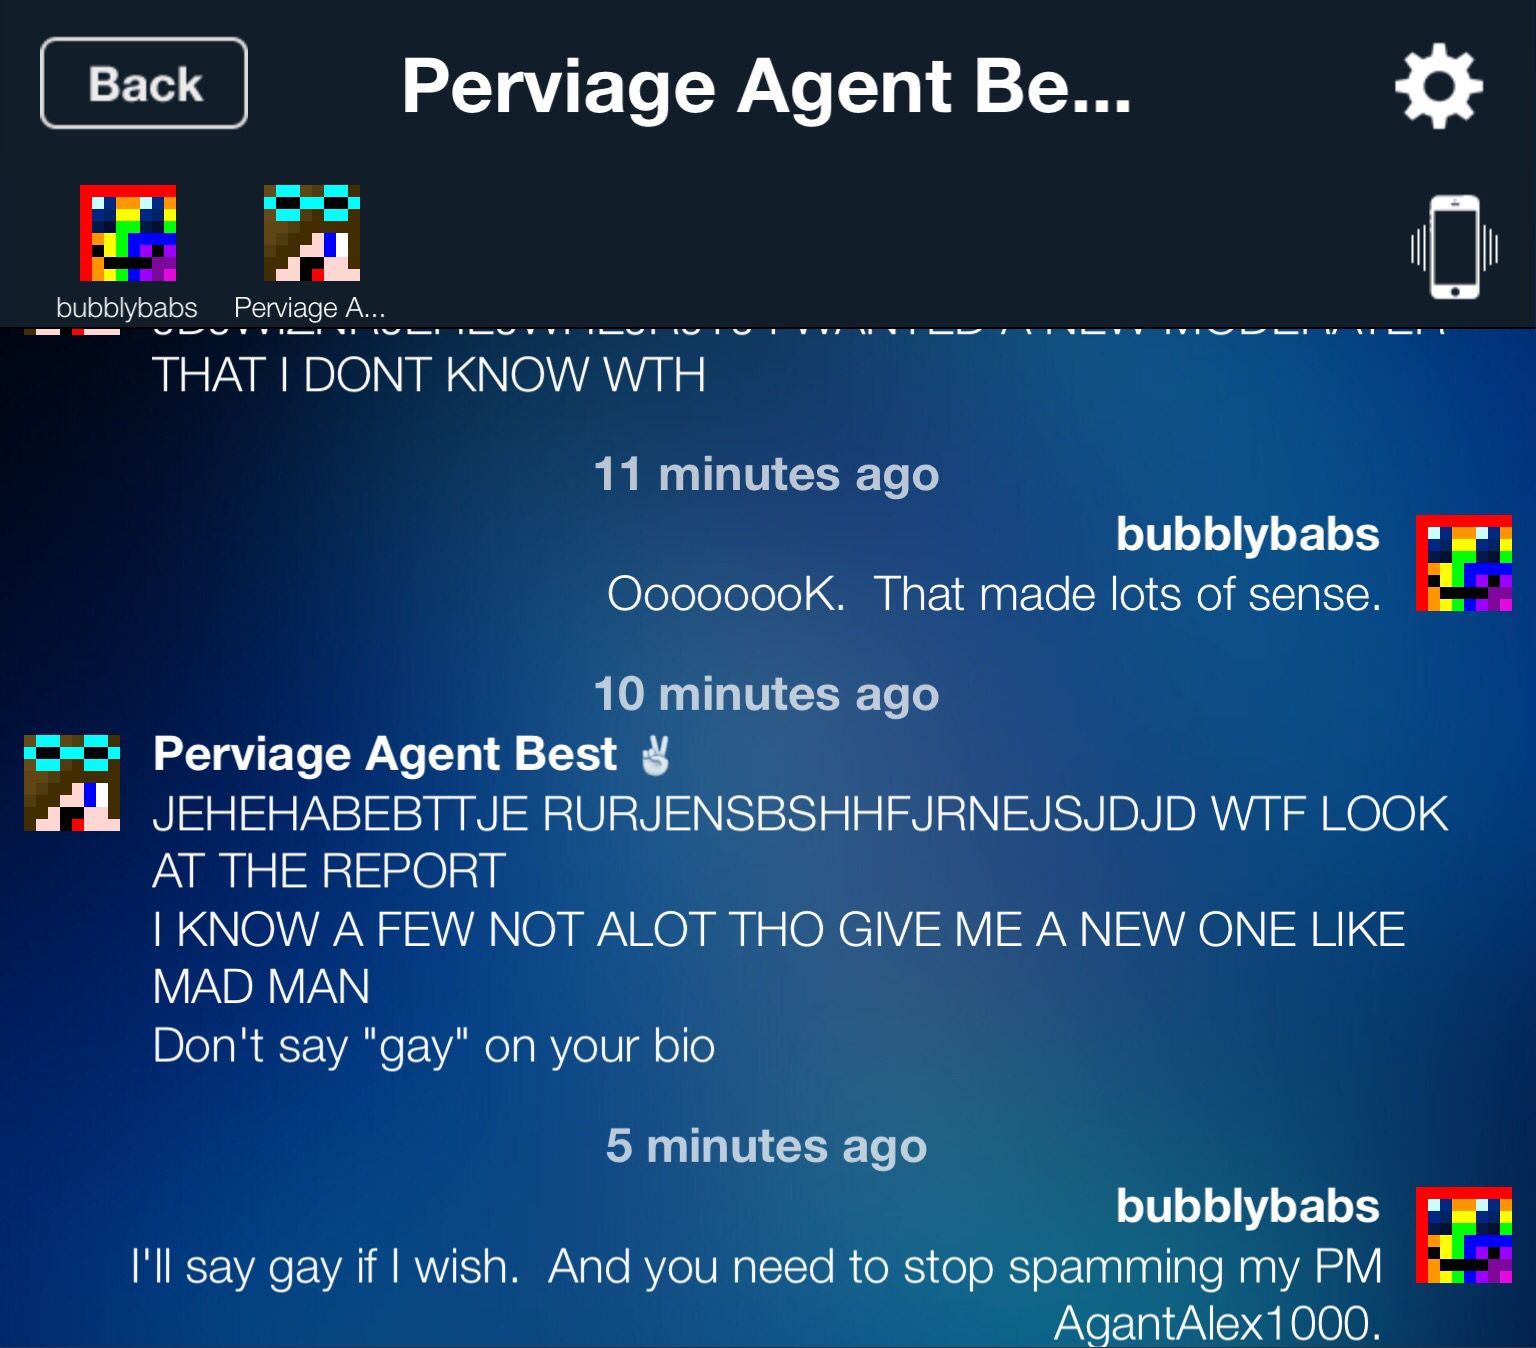 Back
Perviage Agent Be...
bubblybabs
Perviage A...
I WANTED A NEW MODERATER
THAT I DONT KNOW WTH
11 minutes ago
bubblybabs
OooooooK.  That made lots of sense.
10 minutes ago
Perviage Agent Best ✌
JEHEHABEBTTJE RURJENSBSHHFJRNEJSJDJD WTF LOOK
AT THE REPORT
I KNOW A FEW NOT ALOT THO GIVE ME A NEW ONE LIKE
MAD MAN
Don't say "gay" on your bio
5 minutes ago
bubblybabs
I'll say gay if I wish.  And you need to stop spamming my PM
AgantAlex1000.